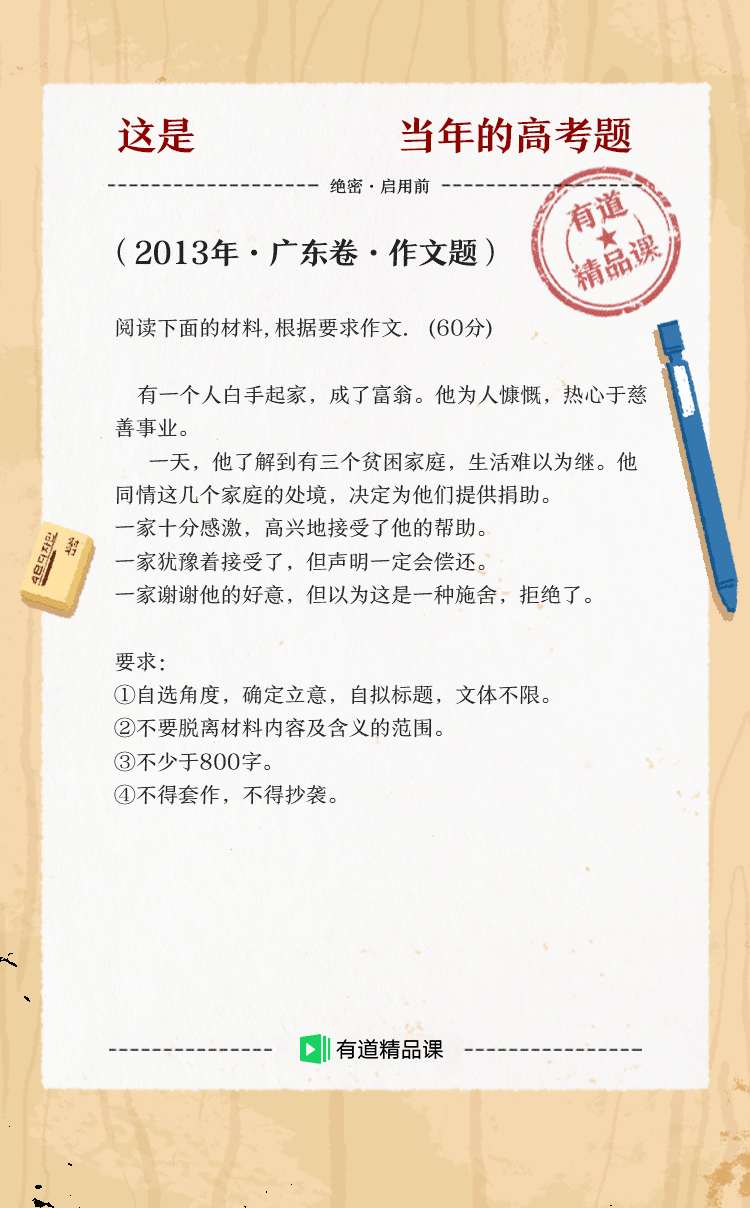 这是 当年的高考题
绝密·启用前
有道
精品课
(2013年·广东卷·作文题)
阅读下面的材料,根据要求作文. (60分)
有一个人白手起家，成了富翁。他为人慷慨，热心于慈
善事业。
一天，他了解到有三个贫困家庭，生活难以为继。他
同情这几个家庭的处境，决定为他们提供捐助。
一家十分感激，高兴地接受了他的帮助。
一家犹豫着接受了，但声明一定会偿还。
一家谢谢他的好意，但以为这是一种施舍，拒绝了。
要求：
①自选角度，确定立意，自拟标题，文体不限。
②不要脱离材料内容及含义的范围。
③不少于800字。
④不得套作，不得抄袭。
有道精品课